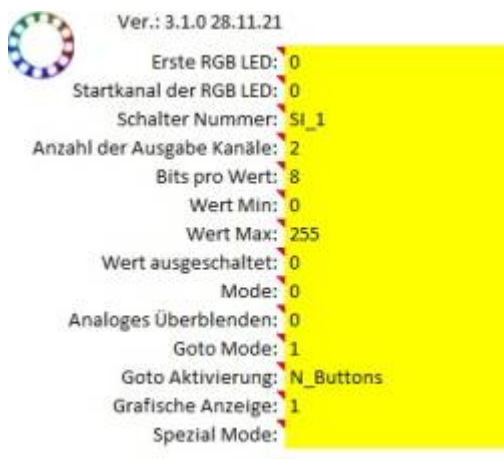 Ver.: 3.1.0 28.11.21
Erste RGB LED: 0
Startkanal der RGB LED: 0
Schalter Nummer: SI_1
Anzahl der Ausgabe Kanäle: 2
Bits pro Wert: 8
Wert Min: 0
Wert Max: 255
Wert ausgeschaltet: 0
Mode: 0
Analoges Überblenden: 0
Goto Mode: 1
Goto Aktivierung: N_Buttons
Grafische Anzeige: 1
Spezial Mode: